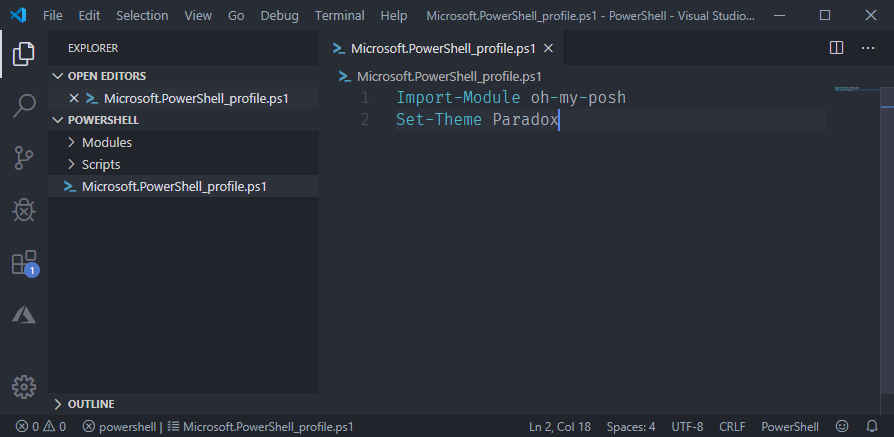 File Edit Selection View Go Debug Terminal Help Microsoft.PowerShell_profile.ps1 - PowerShell - Visual Studio...
EXPLORER
OPEN EDITORS
Microsoft.PowerShell_profile.ps1
POWERSHELL
Modules
Scripts
Microsoft.PowerShell_profile.ps1
OUTLINE
1
Microsoft.PowerShell_profile.ps1
Microsoft.PowerShell_profile.ps1
1 Import-Module oh-my-posh
2 Set-Theme Paradox
0 0 powershell | Microsoft.PowerShell_profile.ps1 Ln 2, Col 18 Spaces: 4 UTF-8 CRLF PowerShell